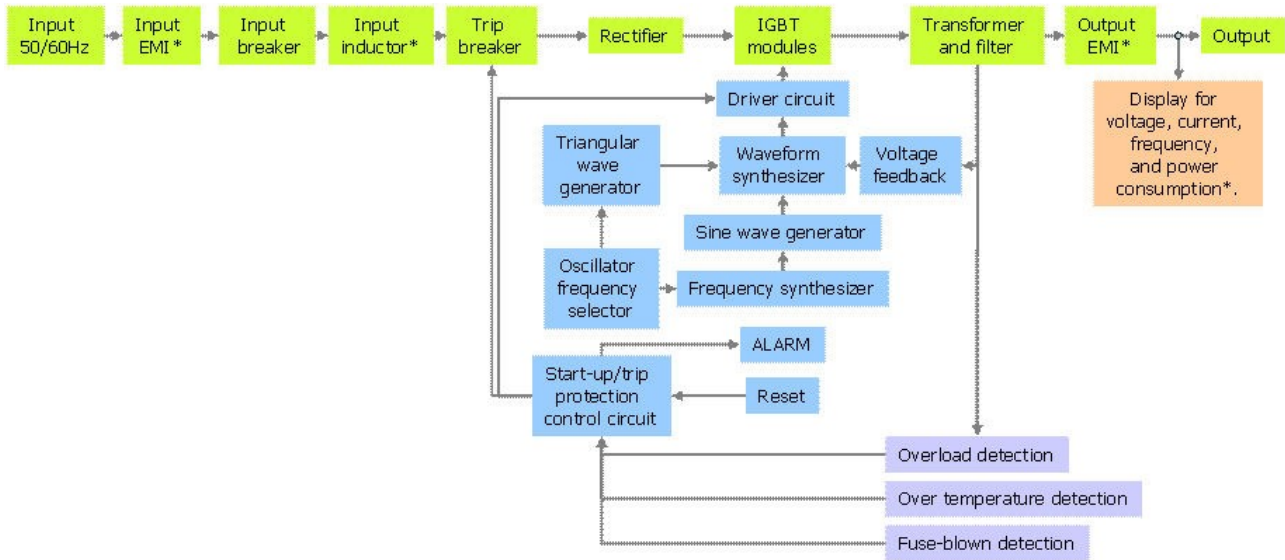 Input
50/60Hz
Input
EMI*
Input
breaker
Input
inductor*
Trip
breaker
Rectifier
IGBT
modules
Transformer
and filter
Output
EMI*
Output
Driver circuit
Display for
voltage, current,
frequency,
and power
consumption*.
Triangular
wave
generator
Waveform
synthesizer
Voltage
feedback
Sine wave generator
Oscillator
frequency
selector
Frequency synthesizer
ALARM
Start-up/trip
protection
control circuit
Reset
Overload detection
Over temperature detection
Fuse-blown detection